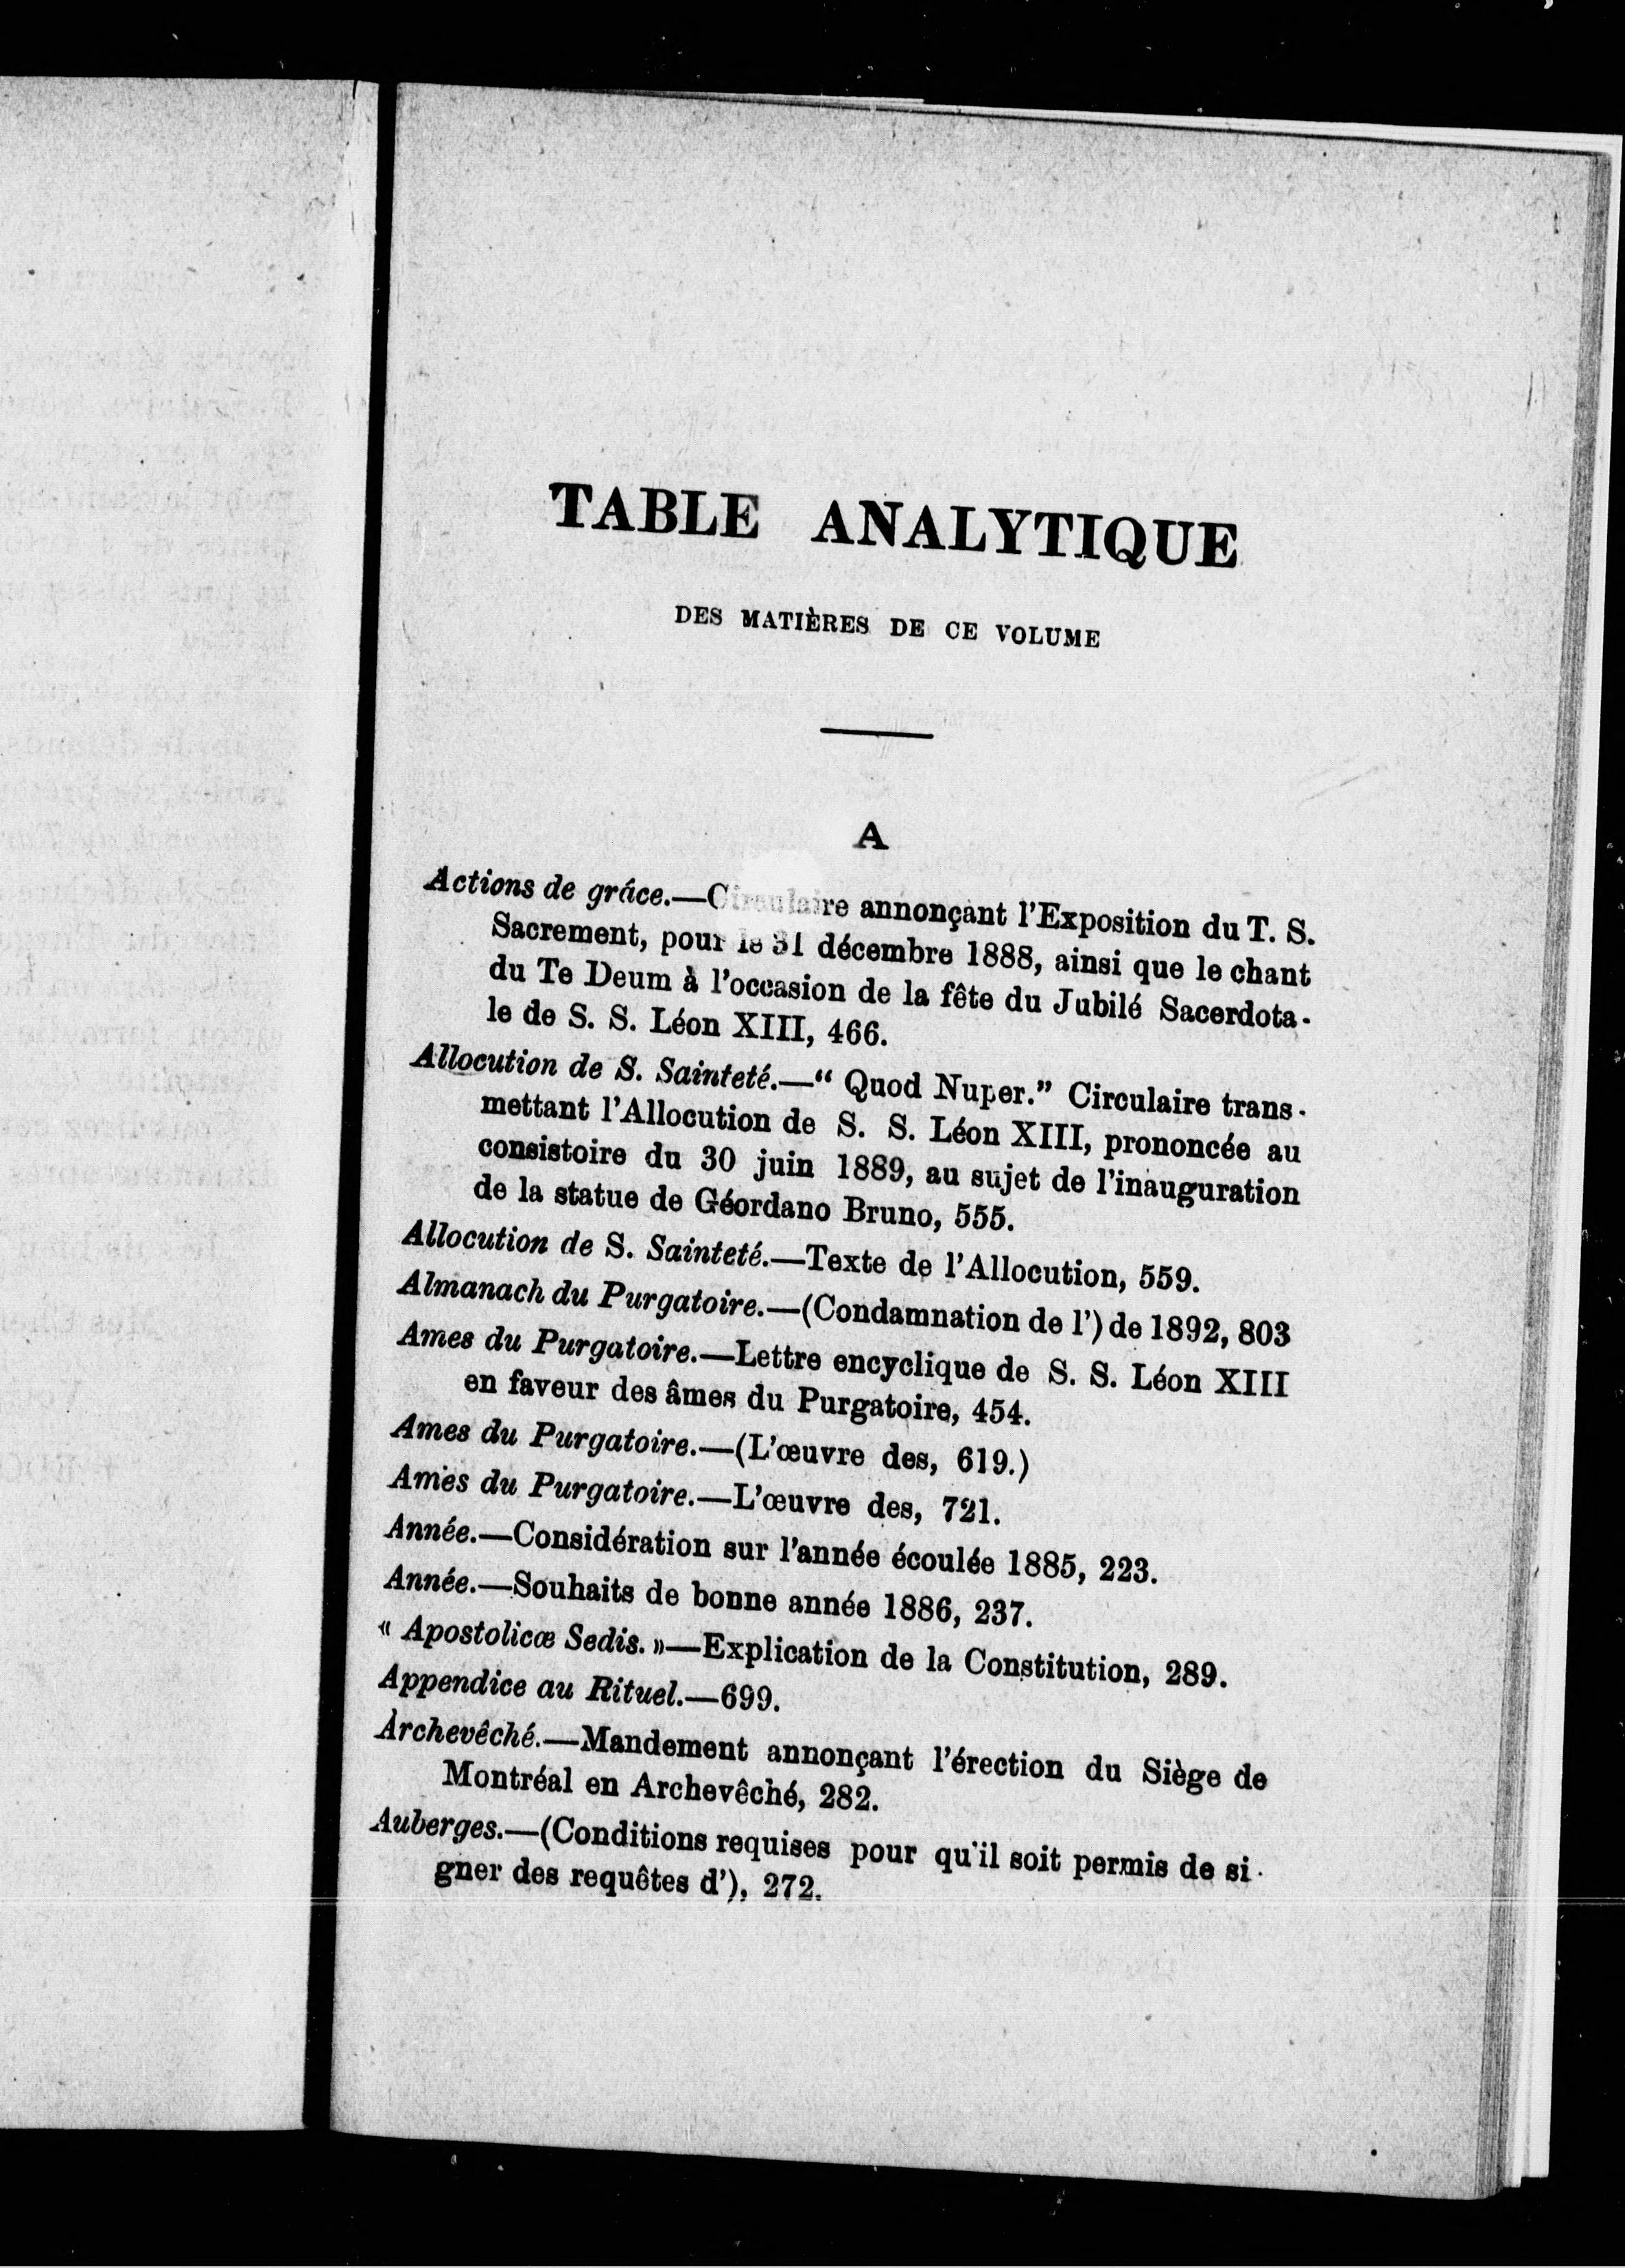 TABLE ANALYTIQUE
DES MATIÈRES DE CE VOLUME
A
Actions de grâce.—Circulaire annonçant l'Exposition du T. S.
Sacrement, pour le 31 décembre 1888, ainsi que le chant
du Te Deum à l'occasion de la fête du Jubilé Sacerdota-
le de S. S. Léon XIII, 466.
Allocution de S. Sainteté.—“ Quod Nuper.” Circulaire trans-
mettant l'Allocution de S. S. Léon XIII, prononcée au
consistoire du 30 juin 1889, au sujet de l'inauguration
de la statue de Géordano Bruno, 555.
Allocution de S. Sainteté.—Texte de l'Allocution, 559.
Almanach du Purgatoire.—(Condamnation de l') de 1892, 803
Ames du Purgatoire.—Lettre encyclique de S. S. Léon XIII
en faveur des âmes du Purgatoire, 454.
Ames du Purgatoire.—(L'œuvre des, 619.)
Ames du Purgatoire.—L'œuvre des, 721.
Année.—Considération sur l'année écoulée 1885, 223.
Année.—Souhaits de bonne année 1886, 237.
« Apostolicæ Sedis. »—Explication de la Constitution, 289.
Appendice au Rituel.—699.
Archevêché.—Mandement annonçant l'érection du Siège de
Montréal en Archevêché, 282.
Auberges.—(Conditions requises pour qu'il soit permis de si-
gner des requêtes d'), 272.